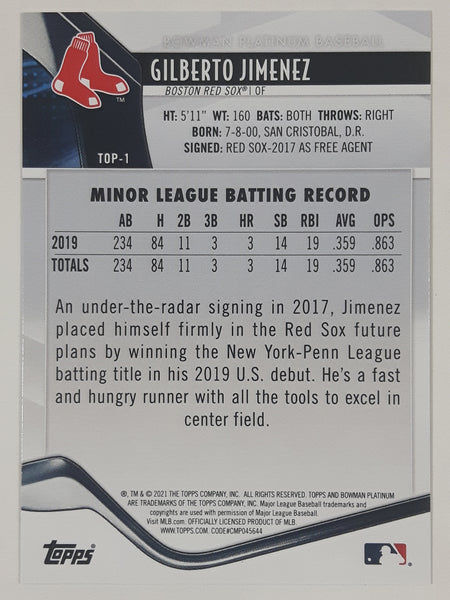 BOWMAN PLATINUM BASEBALL
GILBERTO JIMENEZ
BOSTON RED SOX® | OF
TM
HT: 5'11" WT: 160 BATS: BOTH THROWS: RIGHT
BORN: 7-8-00, SAN CRISTOBAL, D.R.
SIGNED: RED SOX-2017 AS FREE AGENT
TOP-1
MINOR LEAGUE BATTING RECORD
AB H 2B 3B HR SB RBI AVG OPS
2019 234 84 11 3 3 14 19 .359 .863
TOTALS 234 84 11 3 3 14 19 .359 .863
An under-the-radar signing in 2017, Jimenez
placed himself firmly in the Red Sox future
plans by winning the New York-Penn League
batting title in his 2019 U.S. debut. He's a fast
and hungry runner with all the tools to excel in
center field.
®, TM & © 2021 THE TOPPS COMPANY, INC. ALL RIGHTS RESERVED. TOPPS AND BOWMAN PLATINUM
ARE TRADEMARKS OF THE TOPPS COMPANY, INC. Major League Baseball trademarks and
copyrights are used with permission of Major League Baseball.
Visit MLB.com. OFFICIALLY LICENSED PRODUCT OF MLB.
WWW.TOPPS.COM. CODE#CMP045644
TOPPS